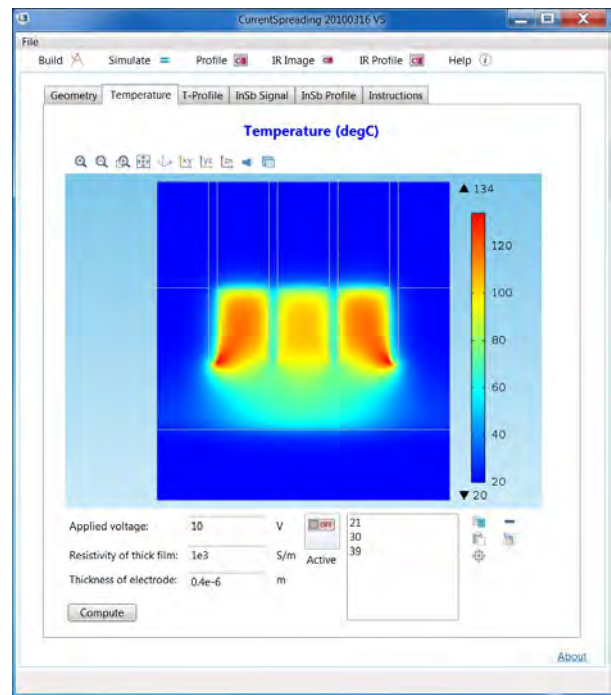 CurrentSpreading 20100316 V5
File
Build Simulate Profile IR Image IR Profile Help
Geometry Temperature T-Profile InSb Signal InSb Profile Instructions
Temperature (degC)
▲ 134
120
100
80
60
40
20
▼ 20
Applied voltage: 10 V OFF 21
30
Resistivity of thick film: 1e3 S/m Active 39
Thickness of electrode: 0.4e-6 m
Compute
About